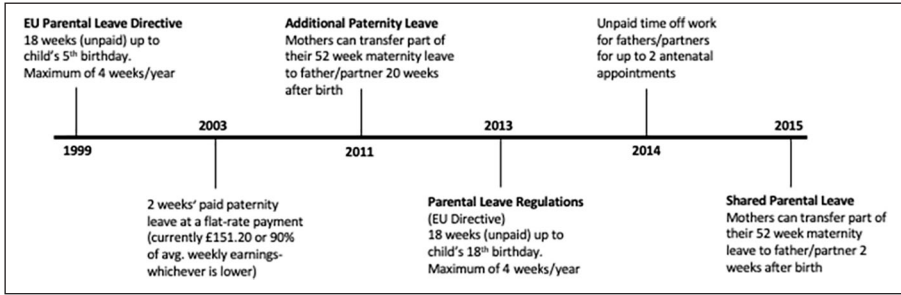 EU Parental Leave Directive
18 weeks (unpaid) up to
child's 5th birthday.
Maximum of 4 weeks/year
Additional Paternity Leave
Mothers can transfer part of
their 52 week maternity leave
to father/partner 20 weeks
after birth
Unpaid time off work
for fathers/partners
for up to 2 antenatal
appointments
2003
2013
2015
1999
2011
2014
2 weeks' paid paternity
leave at a flat-rate payment
(currently £151.20 or 90%
of avg. weekly earnings-
whichever is lower)
Parental Leave Regulations
(EU Directive)
18 weeks (unpaid) up to
child's 18th birthday.
Maximum of 4 weeks/year
Shared Parental Leave
Mothers can transfer part of
their 52 week maternity
leave to father/partner 2
weeks after birth